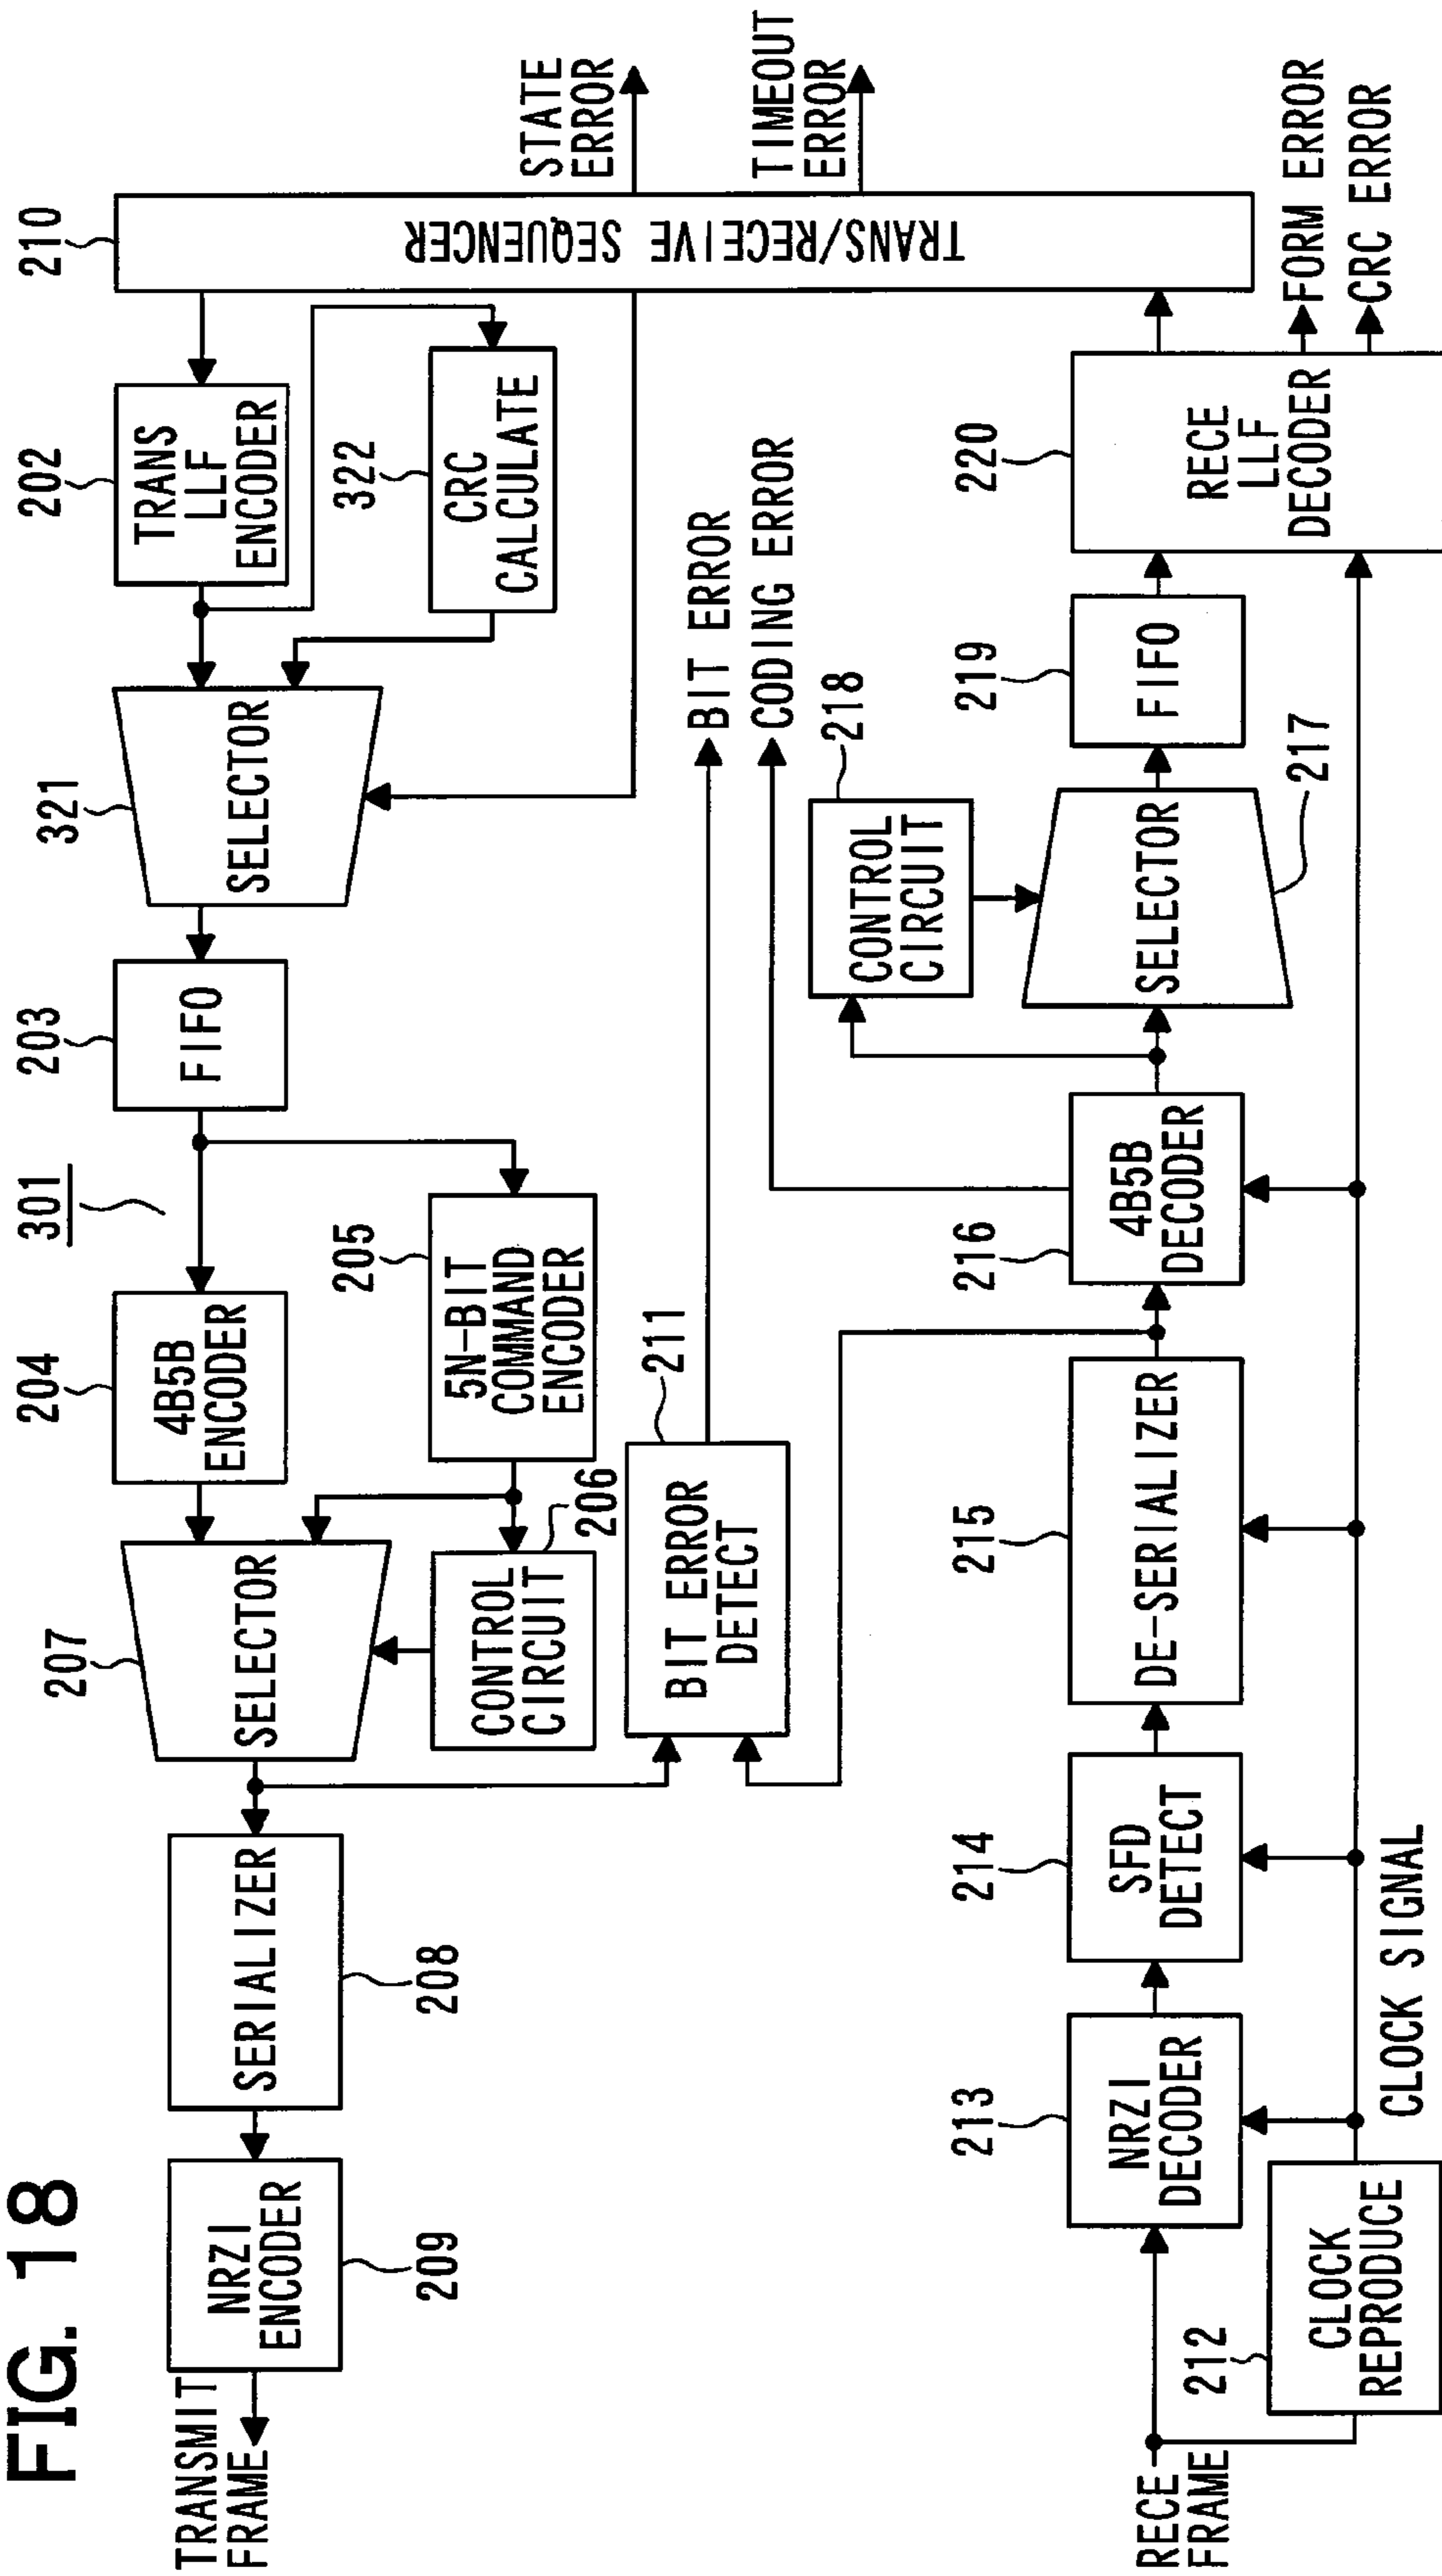 FIG. 18
TRANSMIT
FRAME
NRZI
ENCODER
209
SERIALIZER
208
207
SELECTOR
CONTROL
CIRCUIT
206
204
4B5B
ENCODER
205
5N-BIT
COMMAND
ENCODER
301
203
FIFO
321
SELECTOR
202
TRANS
LLF
ENCODER
322
CRC
CALCULATE
210
TRANS/RECEIVE SEQUENCER
STATE
ERROR
TIMEOUT
ERROR
211
BIT ERROR
DETECT
BIT ERROR
CODING ERROR
RECE
FRAME
212
CLOCK
REPRODUCE
CLOCK SIGNAL
213
NRZI
DECODER
214
SFD
DETECT
215
DE-SERIALIZER
216
4B5B
DECODER
218
CONTROL
CIRCUIT
SELECTOR
217
219
FIFO
220
RECE
LLF
DECODER
FORM ERROR
CRC ERROR